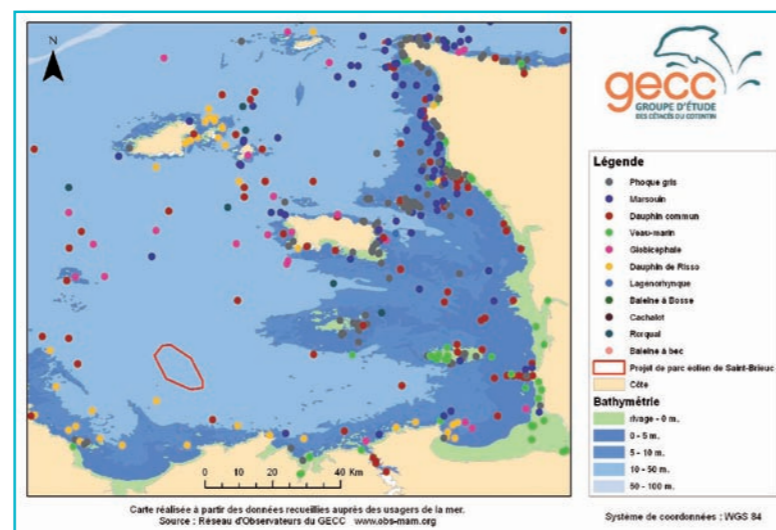 N
gecc
GROUPE D'ÉTUDE
DES CÉTACÉS DU COTENTIN
Légende
Phoque gris
Marsouin
Dauphin commun
Veau-marin
Globicéphale
Dauphin de Risso
Lagénorhynque
Baleine à Bosse
Cachalot
Rorqual
Baleine à bec
Projet de parc éolien de Saint-Brieuc
Côte
Bathymétrie
rivage - 0 m.
0 - 5 m.
5 - 10 m.
10 - 50 m.
50 - 100 m.
0 10 20 40 Km
Carte réalisée à partir des données recueillies auprès des usagers de la mer.
Source : Réseau d'Observateurs du GECC www.obs-mam.org
Système de coordonnées : WGS 84